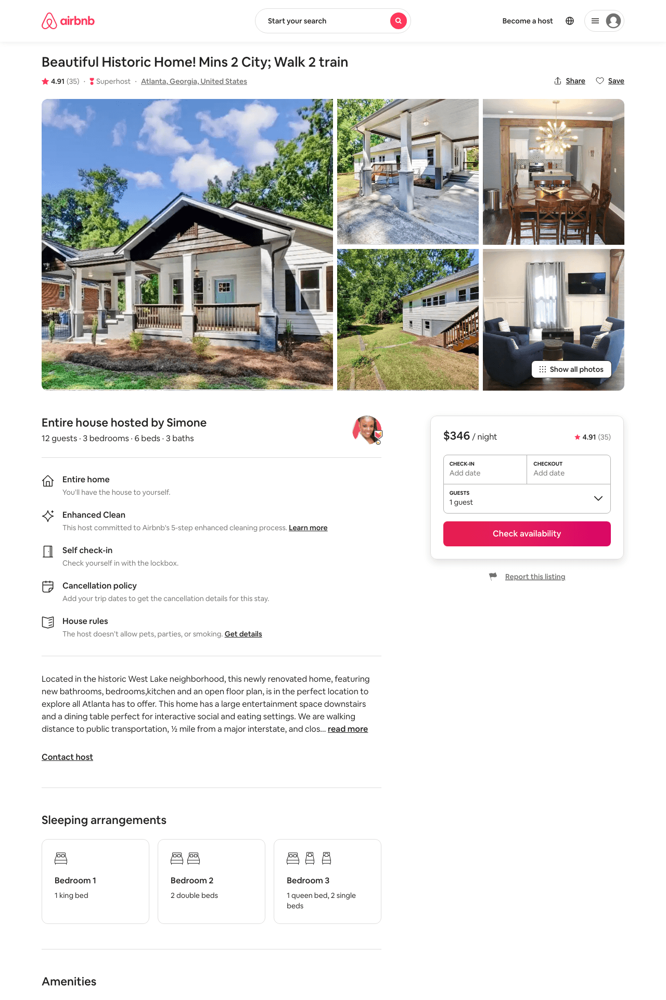 airbnb
Start your search
Become a host
Beautiful Historic Home! Mins 2 City; Walk 2 train
4.91 (35) · Superhost · Atlanta, Georgia, United States
Share
Save
Show all photos
Entire house hosted by Simone
12 guests · 3 bedrooms · 6 beds · 3 baths
Entire home
You’ll have the house to yourself.
Enhanced Clean
This host committed to Airbnb's 5-step enhanced cleaning process. Learn more
Self check-in
Check yourself in with the lockbox.
Cancellation policy
Add your trip dates to get the cancellation details for this stay.
House rules
The host doesn’t allow pets, parties, or smoking. Get details
Located in the historic West Lake neighborhood, this newly renovated home, featuring
new bathrooms, bedrooms,kitchen and an open floor plan, is in the perfect location to
explore all Atlanta has to offer. This home has a large entertainment space downstairs
and a dining table perfect for interactive social and eating settings. We are walking
distance to public transportation, ½ mile from a major interstate, and clos… read more
Contact host
$346 / night
4.91 (35)
CHECK-IN
Add date
CHECKOUT
Add date
GUESTS
1 guest
Check availability
Report this listing
Sleeping arrangements
Bedroom 1
1 king bed
Bedroom 2
2 double beds
Bedroom 3
1 queen bed, 2 single
beds
Amenities